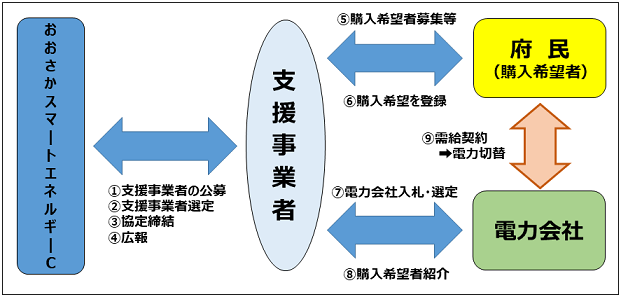 おおさかスマートエネルギーC
①支援事業者の公募
②支援事業者選定
③協定締結
④広報
支援事業者
⑤購入希望者募集等
⑥購入希望を登録
⑦電力会社入札・選定
⑧購入希望者紹介
府 民
（購入希望者）
⑨需給契約
➡電力切替
電力会社